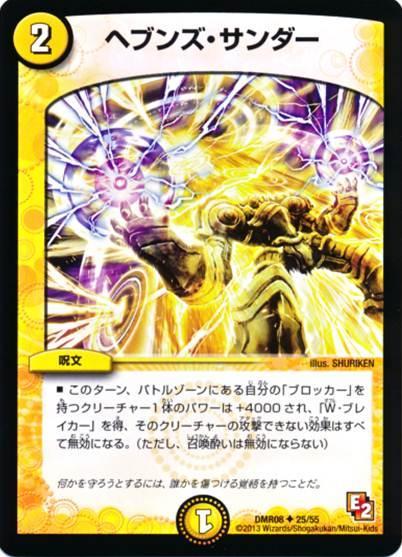 2
ヘブンズ・サンダー
呪文
illus. SHURIKEN
■ このターン、バトルゾーンにある自分の「ブロッカー」を
持つクリーチャー1体のパワーは+4000され、「W・ブレ
イカー」を得、そのクリーチャーの攻撃できない効果はすべ
て無効になる。(ただし、召喚酔いは無効にならない)
何かを守ろうとするには、誰かを傷つける覚悟を持つことだ。
1
DMR08 ◆ 25/55
©2013 Wizards/Shogakukan/Mitsui-Kids
E2